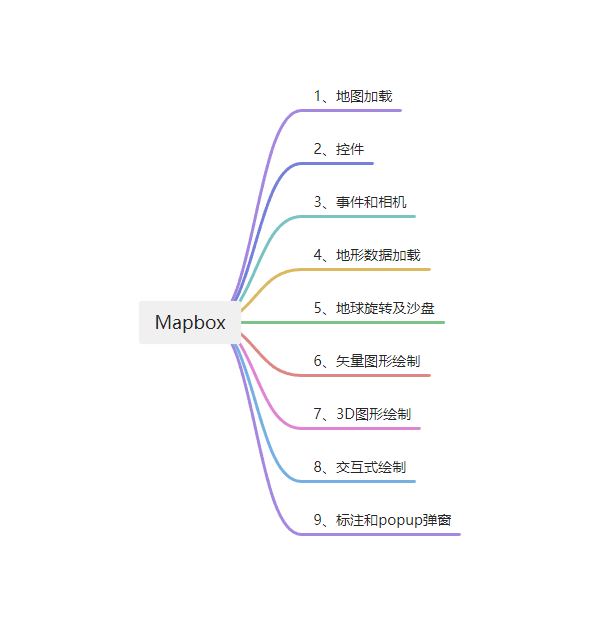 Mapbox
1、地图加载
2、控件
3、事件和相机
4、地形数据加载
5、地球旋转及沙盘
6、矢量图形绘制
7、3D图形绘制
8、交互式绘制
9、标注和popup弹窗